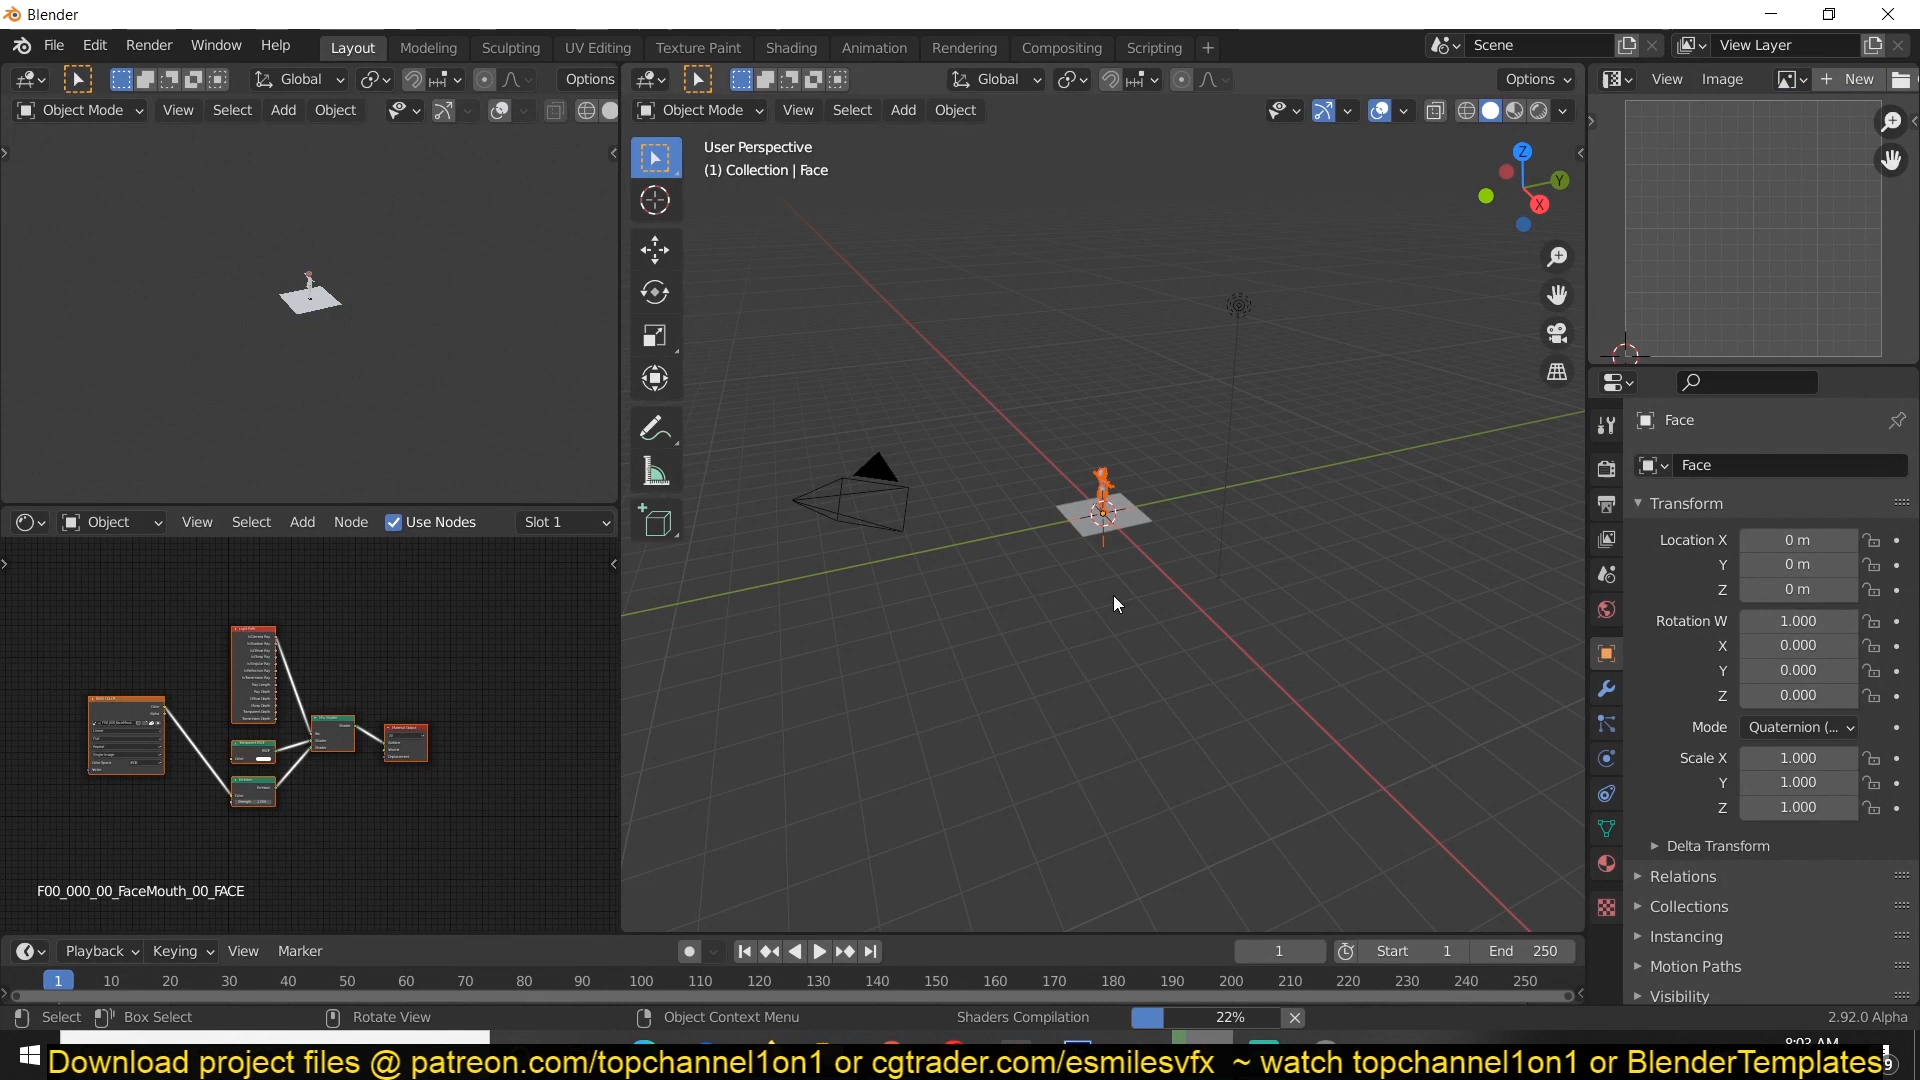 Blender
File Edit Render Window Help Layout Modeling Sculpting UV Editing Texture Paint Shading Animation Rendering Compositing Scripting + Scene View Layer
Global Options Global Options View Image New
Object Mode View Select Add Object Object Mode View Select Add Object
User Perspective
(1) Collection | Face
Z
Y
X
Face
Face
Transform
Location X 0 m
Y 0 m
Z 0 m
Rotation W 1.000
X 0.000
Y 0.000
Z 0.000
Mode Quaternion (...
Scale X 1.000
Y 1.000
Z 1.000
Delta Transform
Relations
Collections
Instancing
Motion Paths
Visibility
Object View Select Add Node Use Nodes Slot 1
F00_000_00_FaceMouth_00_FACE
Playback Keying View Marker 1 Start 1 End 250
1 10 20 30 40 50 60 70 80 90 100 110 120 130 140 150 160 170 180 190 200 210 220 230 240 250
Select Box Select Rotate View Object Context Menu Shaders Compilation 22% 2.92.0 Alpha
Download project files @ patreon.com/topchannel1on1 or cgtrader.com/esmilesvfx ~ watch topchannel1on1 or BlenderTemplates